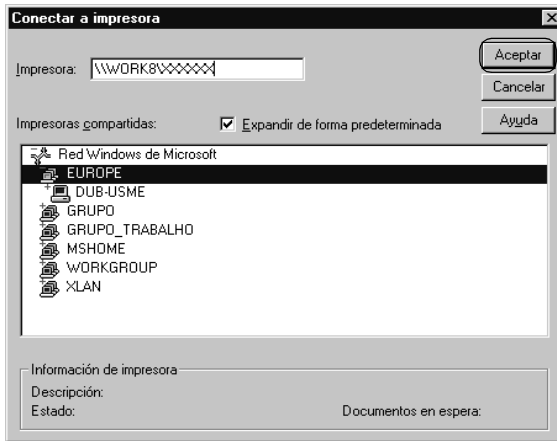 Conectar a impresora
Aceptar
Impresora: \\WORK8\XXXXXX
Cancelar
Impresoras compartidas: Expandir de forma predeterminada Ayuda
Red Windows de Microsoft
EUROPE
DUB-USME
GRUPO
GRUPO_TRABALHO
MSHOME
WORKGROUP
XLAN
Información de impresora
Descripción:
Estado: Documentos en espera: